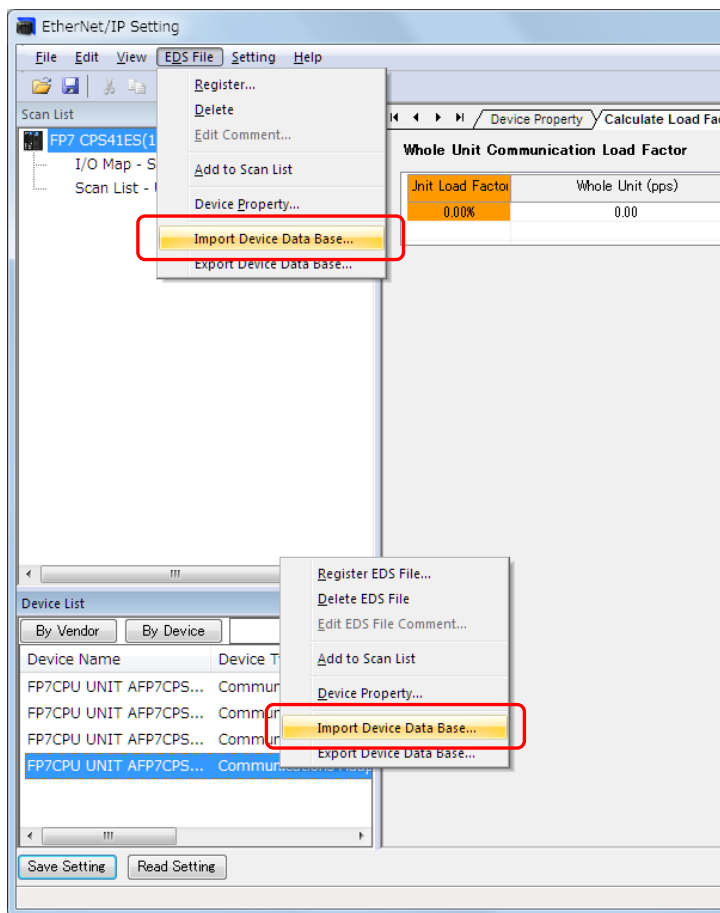 EtherNet/IP Setting
File Edit View EDS File Setting Help
Register...
Delete
Edit Comment...
Add to Scan List
Device Property...
Import Device Data Base...
Export Device Data Base...
Scan List
FP7 CPS41ES(1
I/O Map - S
Scan List -
Device Property
Calculate Load Fac
Whole Unit Communication Load Factor
Unit Load Factor
Whole Unit (pps)
0.00%
0.00
Register EDS File...
Delete EDS File
Edit EDS File Comment...
Add to Scan List
Device Property...
Import Device Data Base...
Export Device Data Base...
Device List
By Vendor By Device
Device Name Device T
FP7CPU UNIT AFP7CPS... Commun
FP7CPU UNIT AFP7CPS... Commun
FP7CPU UNIT AFP7CPS... Commun
FP7CPU UNIT AFP7CPS... Communications Adap
Save Setting Read Setting